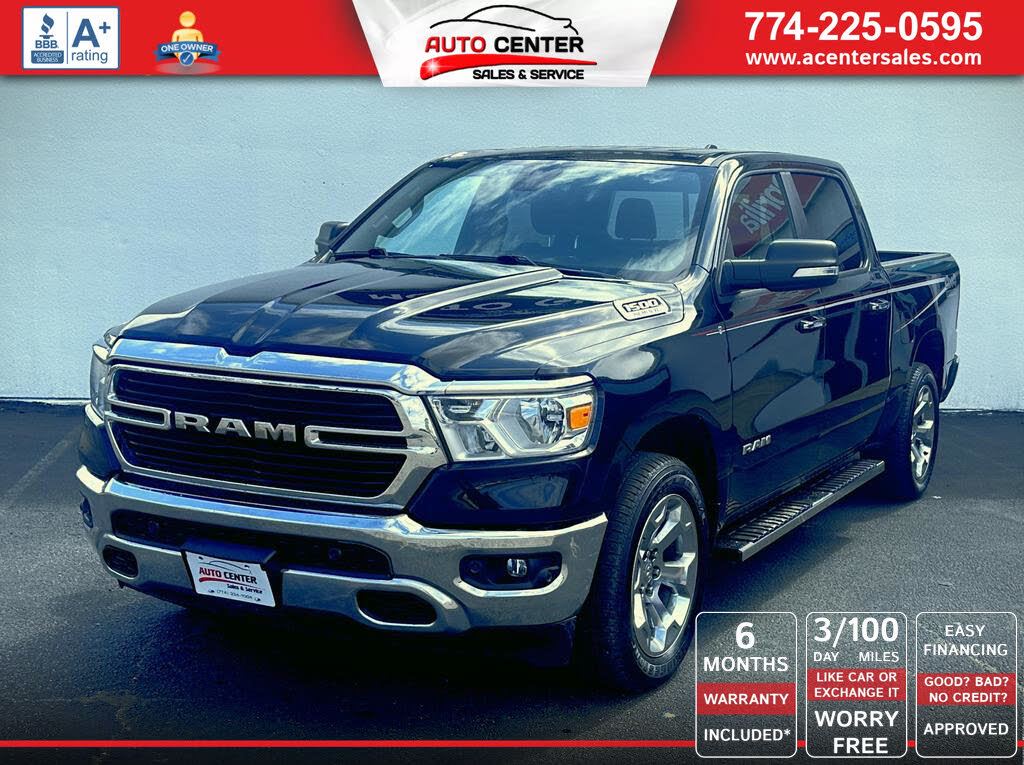 BBB
ACCREDITED
BUSINESS
A+
rating
ONE OWNER
AUTO CENTER
SALES & SERVICE
774-225-0595
www.acentersales.com
1500
RAM
RAM
AUTO CENTER
Sales & Service
6
MONTHS
WARRANTY
INCLUDED*
3/100
DAY MILES
LIKE CAR OR
EXCHANGE IT
WORRY
FREE
EASY
FINANCING
GOOD? BAD?
NO CREDIT?
APPROVED